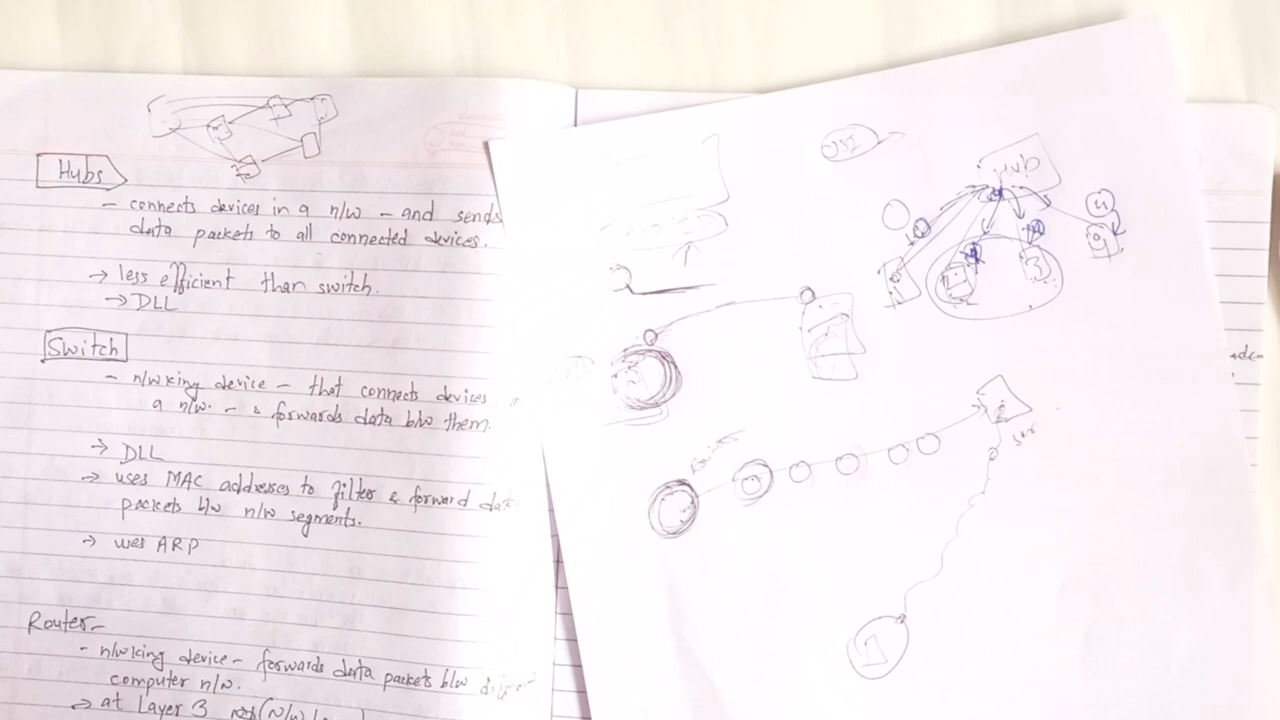 Hubs
- connects devices in a n/w - and sends
data packets to all connected devices.
→ less efficient than switch.
→ DLL
Switch
- n/wking device - that connects devices
a n/w. - & forwards data b/w them.
→ DLL
→ uses MAC addresses to filter & forward
packets b/w n/w segments.
→ uses ARP
Router-
- n/wking device - forwards data packets b/w
computer n/w.
→ at Layer 3
OSI
Hub
4
3